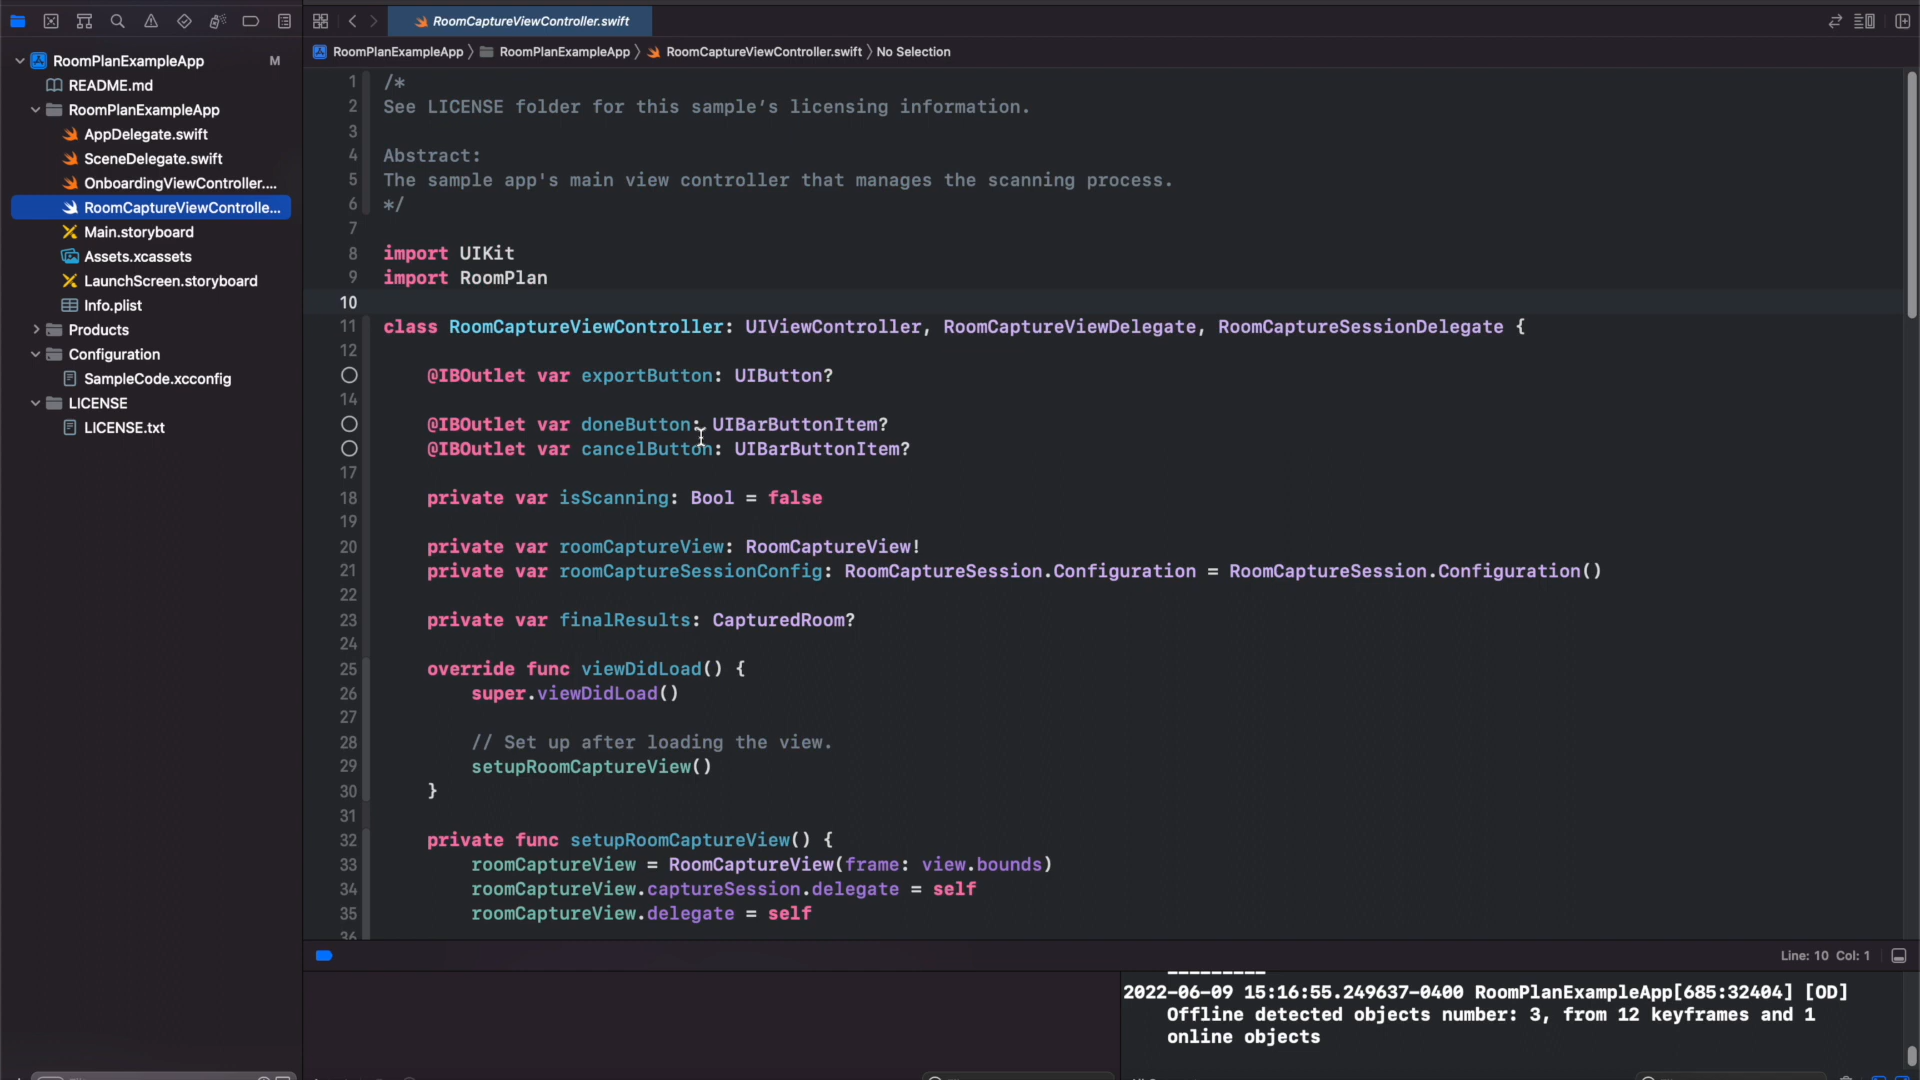 RoomCaptureViewController.swift
RoomPlanExampleApp M
README.md
RoomPlanExampleApp
AppDelegate.swift
SceneDelegate.swift
OnboardingViewController....
RoomCaptureViewControlle...
Main.storyboard
Assets.xcassets
LaunchScreen.storyboard
Info.plist
Products
Configuration
SampleCode.xcconfig
LICENSE
LICENSE.txt
RoomPlanExampleApp 〉 RoomPlanExampleApp 〉 RoomCaptureViewController.swift 〉 No Selection
1 /*
2 See LICENSE folder for this sample’s licensing information.
3
4 Abstract:
5 The sample app's main view controller that manages the scanning process.
6 */
7
8 import UIKit
9 import RoomPlan
10
11 class RoomCaptureViewController: UIViewController, RoomCaptureViewDelegate, RoomCaptureSessionDelegate {
12
@IBOutlet var exportButton: UIButton?
14
@IBOutlet var doneButton: UIBarButtonItem?
@IBOutlet var cancelButton: UIBarButtonItem?
17
18 private var isScanning: Bool = false
19
20 private var roomCaptureView: RoomCaptureView!
21 private var roomCaptureSessionConfig: RoomCaptureSession.Configuration = RoomCaptureSession.Configuration()
22
23 private var finalResults: CapturedRoom?
24
25 override func viewDidLoad() {
26 super.viewDidLoad()
27
28 // Set up after loading the view.
29 setupRoomCaptureView()
30 }
31
32 private func setupRoomCaptureView() {
33 roomCaptureView = RoomCaptureView(frame: view.bounds)
34 roomCaptureView.captureSession.delegate = self
35 roomCaptureView.delegate = self
36
Line: 10 Col: 1
2022-06-09 15:16:55.249637-0400 RoomPlanExampleApp[685:32404] [OD]
Offline detected objects number: 3, from 12 keyframes and 1
online objects